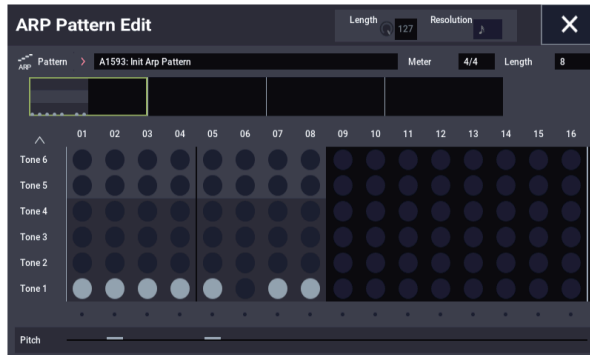 ARP Pattern Edit Length 127 Resolution ♪ X
ARP Pattern > A1593: Init Arp Pattern Meter 4/4 Length 8
01 02 03 04 05 06 07 08 09 10 11 12 13 14 15 16
Tone 6
Tone 5
Tone 4
Tone 3
Tone 2
Tone 1
Pitch